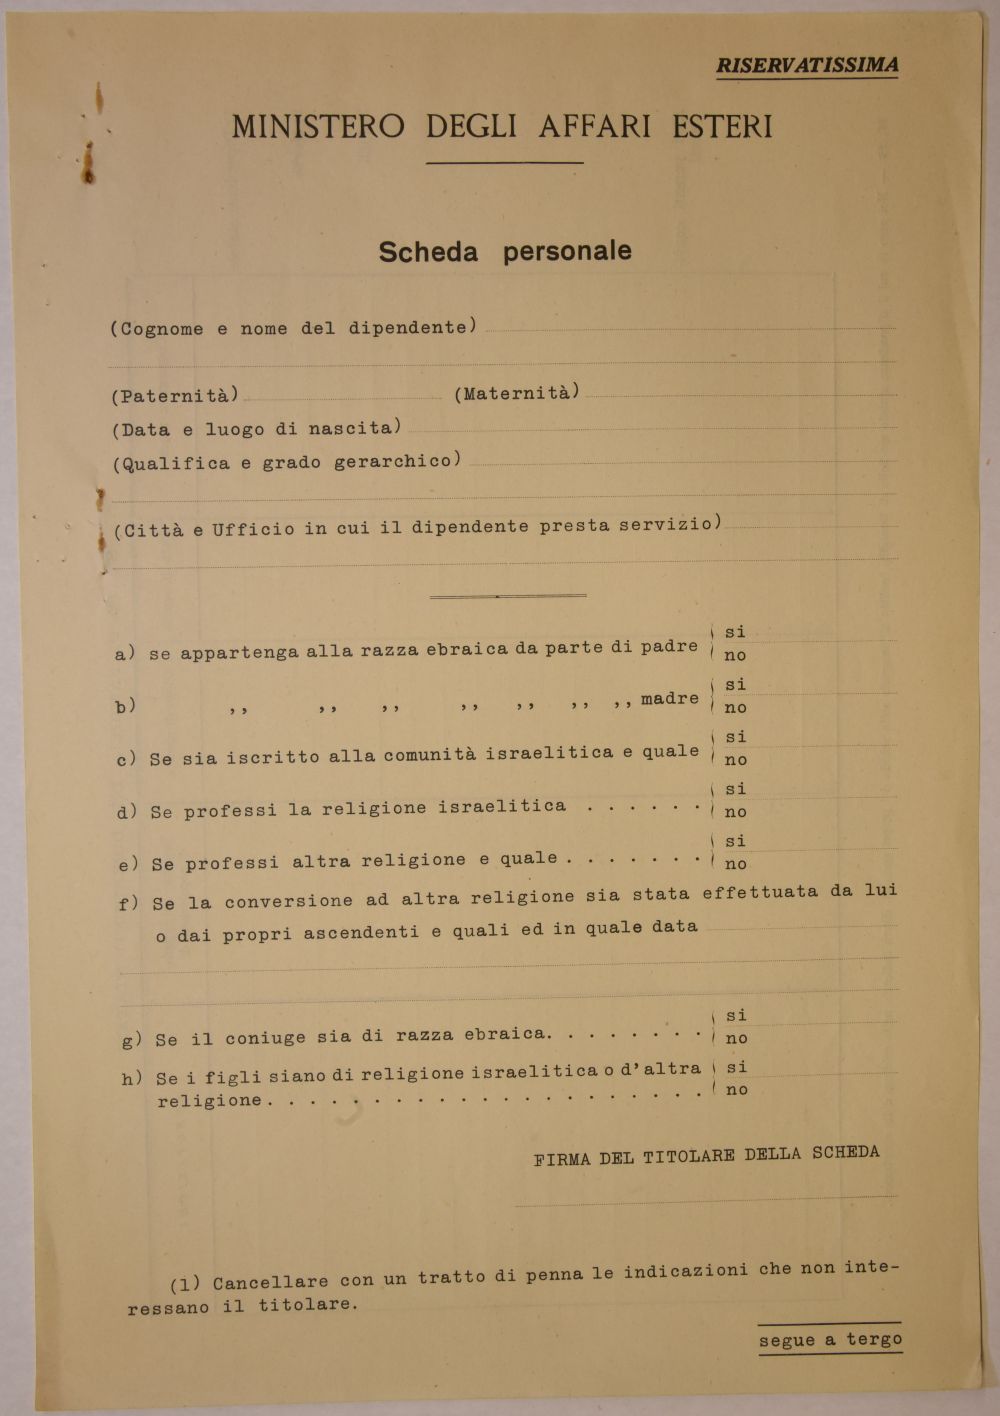 RISERVATISSIMA
MINISTERO DEGLI AFFARI ESTERI
Scheda personale
(Cognome e nome del dipendente)
(Paternità) (Maternità)
(Data e luogo di nascita)
(Qualifica e grado gerarchico)
(Città e Ufficio in cui il dipendente presta servizio)
a) se appartenga alla razza ebraica da parte di padre si
no
b) ,, ,, ,, ,, ,, ,, ,, madre si
no
c) Se sia iscritto alla comunità israelitica e quale si
no
d) Se professi la religione israelitica . . . . . . si
no
e) Se professi altra religione e quale . . . . . . . si
no
f) Se la conversione ad altra religione sia stata effettuata da lui
o dai propri ascendenti e quali ed in quale data
g) Se il coniuge sia di razza ebraica. . . . . . . . si
no
h) Se i figli siano di religione israelitica o d'altra si
religione. . . . . . . . . . . . . . . . . . . . . no
FIRMA DEL TITOLARE DELLA SCHEDA
(1) Cancellare con un tratto di penna le indicazioni che non inte-
ressano il titolare.
segue a tergo